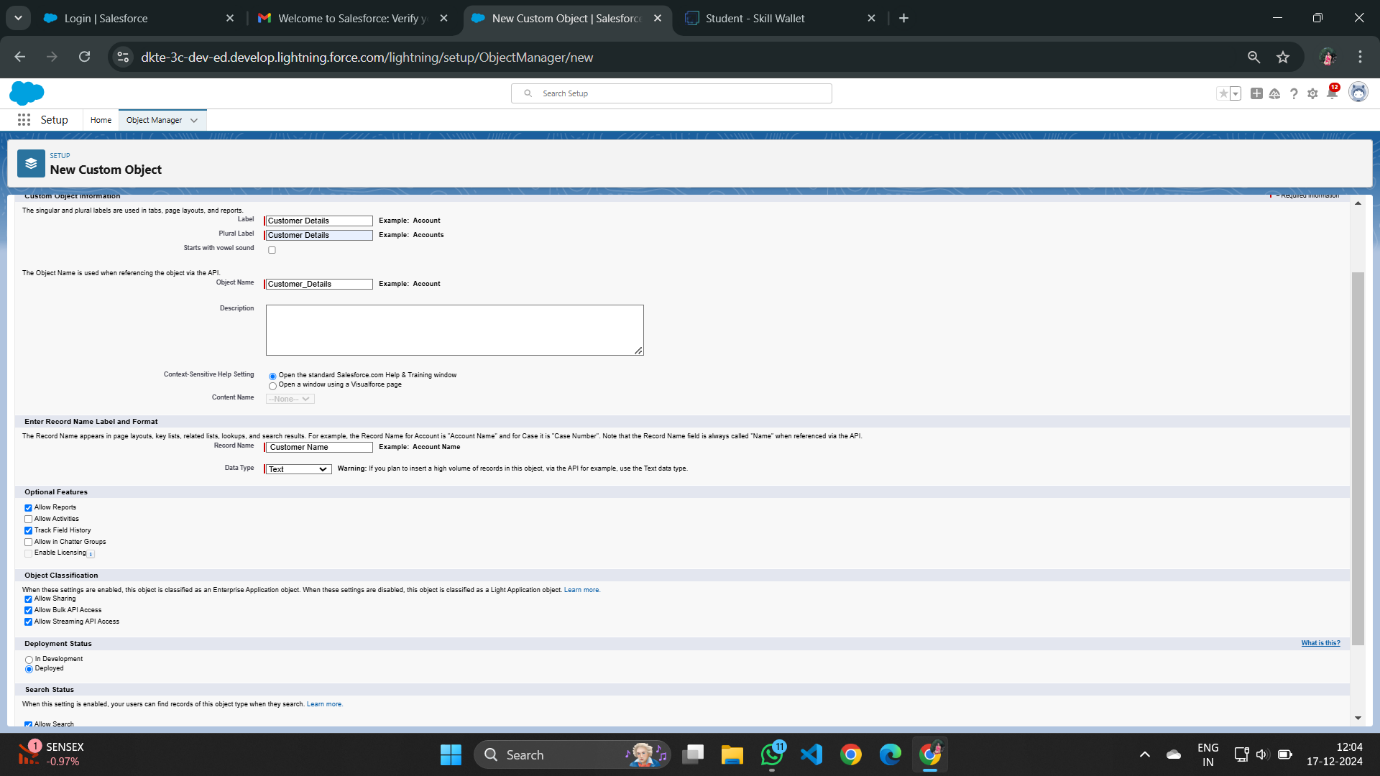 Login | Salesforce
Welcome to Salesforce: Verify y
New Custom Object | Salesforce
Student - Skill Wallet
dkte-3c-dev-ed.develop.lightning.force.com/lightning/setup/ObjectManager/new
Search Setup
12
Setup
Home
Object Manager
SETUP
New Custom Object
Custom Object Information
= Required Information
The singular and plural labels are used in tabs, page layouts, and reports.
Label Customer Details Example: Account
Plural Label Customer Details Example: Accounts
Starts with vowel sound
The Object Name is used when referencing the object via the API.
Object Name Customer_Details Example: Account
Description
Context-Sensitive Help Setting Open the standard Salesforce.com Help & Training window
Open a window using a Visualforce page
Content Name --None--
Enter Record Name Label and Format
The Record Name appears in page layouts, key lists, related lists, lookups, and search results. For example, the Record Name for Account is "Account Name" and for Case it is "Case Number". Note that the Record Name field is always called "Name" when referenced via the API.
Record Name Customer Name Example: Account Name
Data Type Text Warning: If you plan to insert a high volume of records in this object, via the API for example, use the Text data type.
Optional Features
Allow Reports
Allow Activities
Track Field History
Allow in Chatter Groups
Enable Licensing i
Object Classification
When these settings are enabled, this object is classified as an Enterprise Application object. When these settings are disabled, this object is classified as a Light Application object. Learn more.
Allow Sharing
Allow Bulk API Access
Allow Streaming API Access
Deployment Status
What is this?
In Development
Deployed
Search Status
When this setting is enabled, your users can find records of this object type when they search. Learn more.
Allow Search
1
SENSEX
-0.97%
Search
11
ENG
IN
12:04
17-12-2024